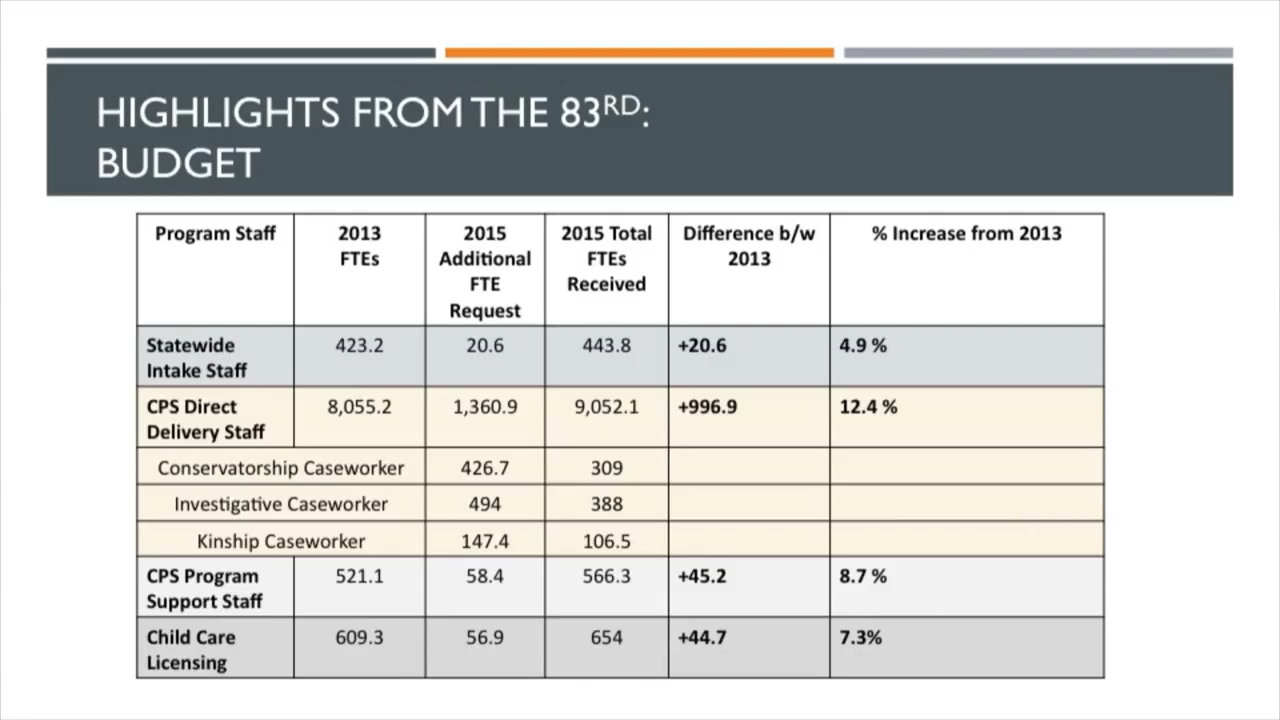 HIGHLIGHTS FROM THE 83RD:
BUDGET
Program Staff 2013 FTEs 2015 Additional FTE Request 2015 Total FTEs Received Difference b/w 2013 % Increase from 2013
Statewide Intake Staff 423.2 20.6 443.8 +20.6 4.9 %
CPS Direct Delivery Staff 8,055.2 1,360.9 9,052.1 +996.9 12.4 %
Conservatorship Caseworker 426.7 309
Investigative Caseworker 494 388
Kinship Caseworker 147.4 106.5
CPS Program Support Staff 521.1 58.4 566.3 +45.2 8.7 %
Child Care Licensing 609.3 56.9 654 +44.7 7.3%